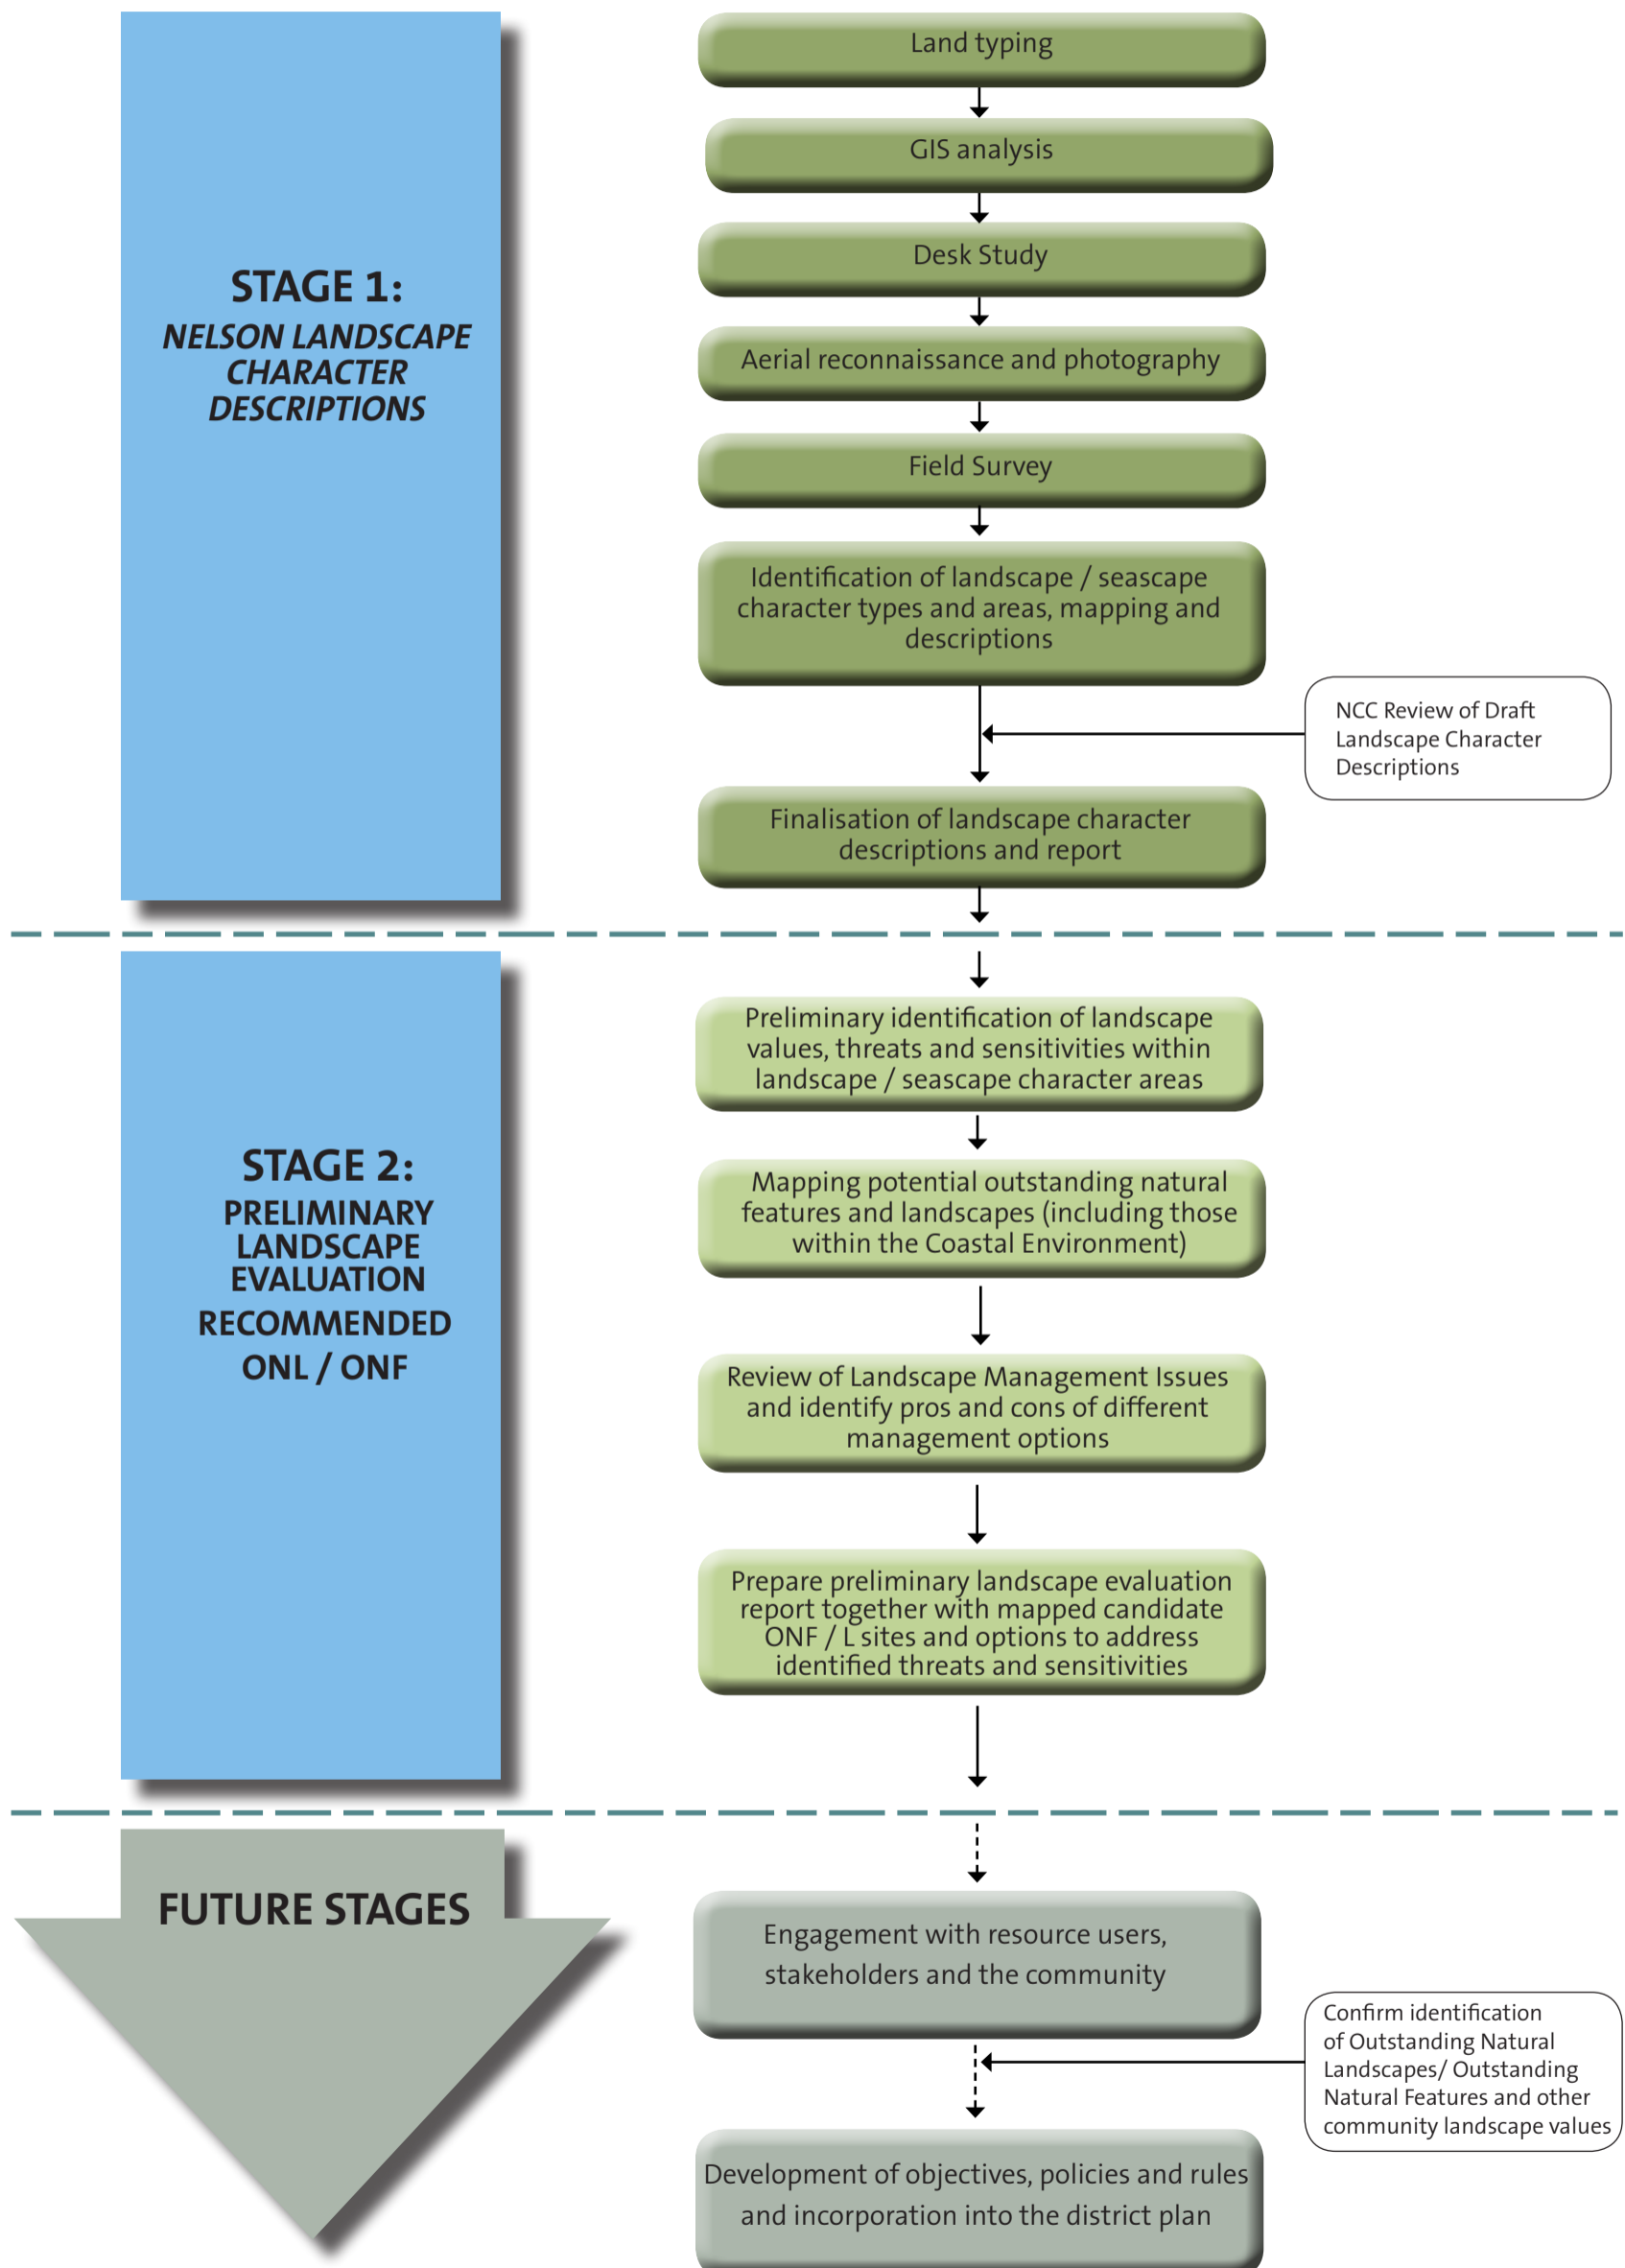 STAGE 1:
NELSON LANDSCAPE
CHARACTER
DESCRIPTIONS
Land typing
GIS analysis
Desk Study
Aerial reconnaissance and photography
Field Survey
Identification of landscape / seascape
character types and areas, mapping and
descriptions
NCC Review of Draft
Landscape Character
Descriptions
Finalisation of landscape character
descriptions and report
STAGE 2:
PRELIMINARY
LANDSCAPE
EVALUATION
RECOMMENDED
ONL / ONF
Preliminary identification of landscape
values, threats and sensitivities within
landscape / seascape character areas
Mapping potential outstanding natural
features and landscapes (including those
within the Coastal Environment)
Review of Landscape Management Issues
and identify pros and cons of different
management options
Prepare preliminary landscape evaluation
report together with mapped candidate
ONF / L sites and options to address
identified threats and sensitivities
FUTURE STAGES
Engagement with resource users,
stakeholders and the community
Confirm identification
of Outstanding Natural
Landscapes/ Outstanding
Natural Features and other
community landscape values
Development of objectives, policies and rules
and incorporation into the district plan